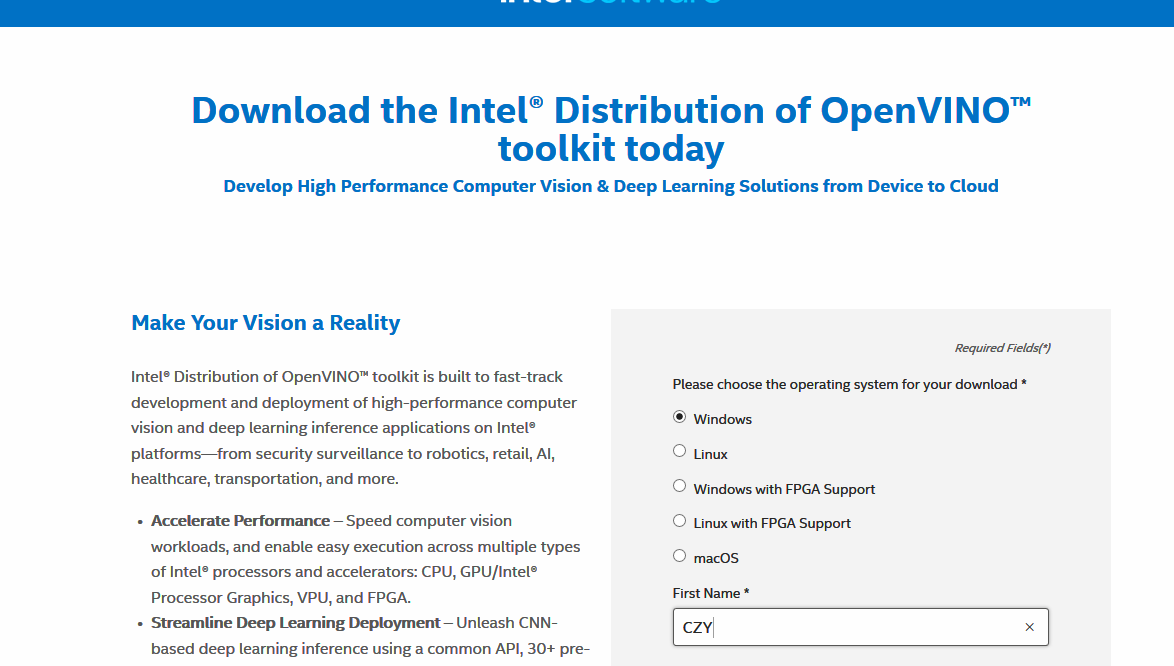 Download the Intel® Distribution of OpenVINO™
toolkit today
Develop High Performance Computer Vision & Deep Learning Solutions from Device to Cloud
Make Your Vision a Reality
Intel® Distribution of OpenVINO™ toolkit is built to fast-track
development and deployment of high-performance computer
vision and deep learning inference applications on Intel®
platforms—from security surveillance to robotics, retail, AI,
healthcare, transportation, and more.
• Accelerate Performance – Speed computer vision
workloads, and enable easy execution across multiple types
of Intel® processors and accelerators: CPU, GPU/Intel®
Processor Graphics, VPU, and FPGA.
• Streamline Deep Learning Deployment – Unleash CNN-
based deep learning inference using a common API, 30+ pre-
Required Fields(*)
Please choose the operating system for your download *
Windows
Linux
Windows with FPGA Support
Linux with FPGA Support
macOS
First Name *
CZY